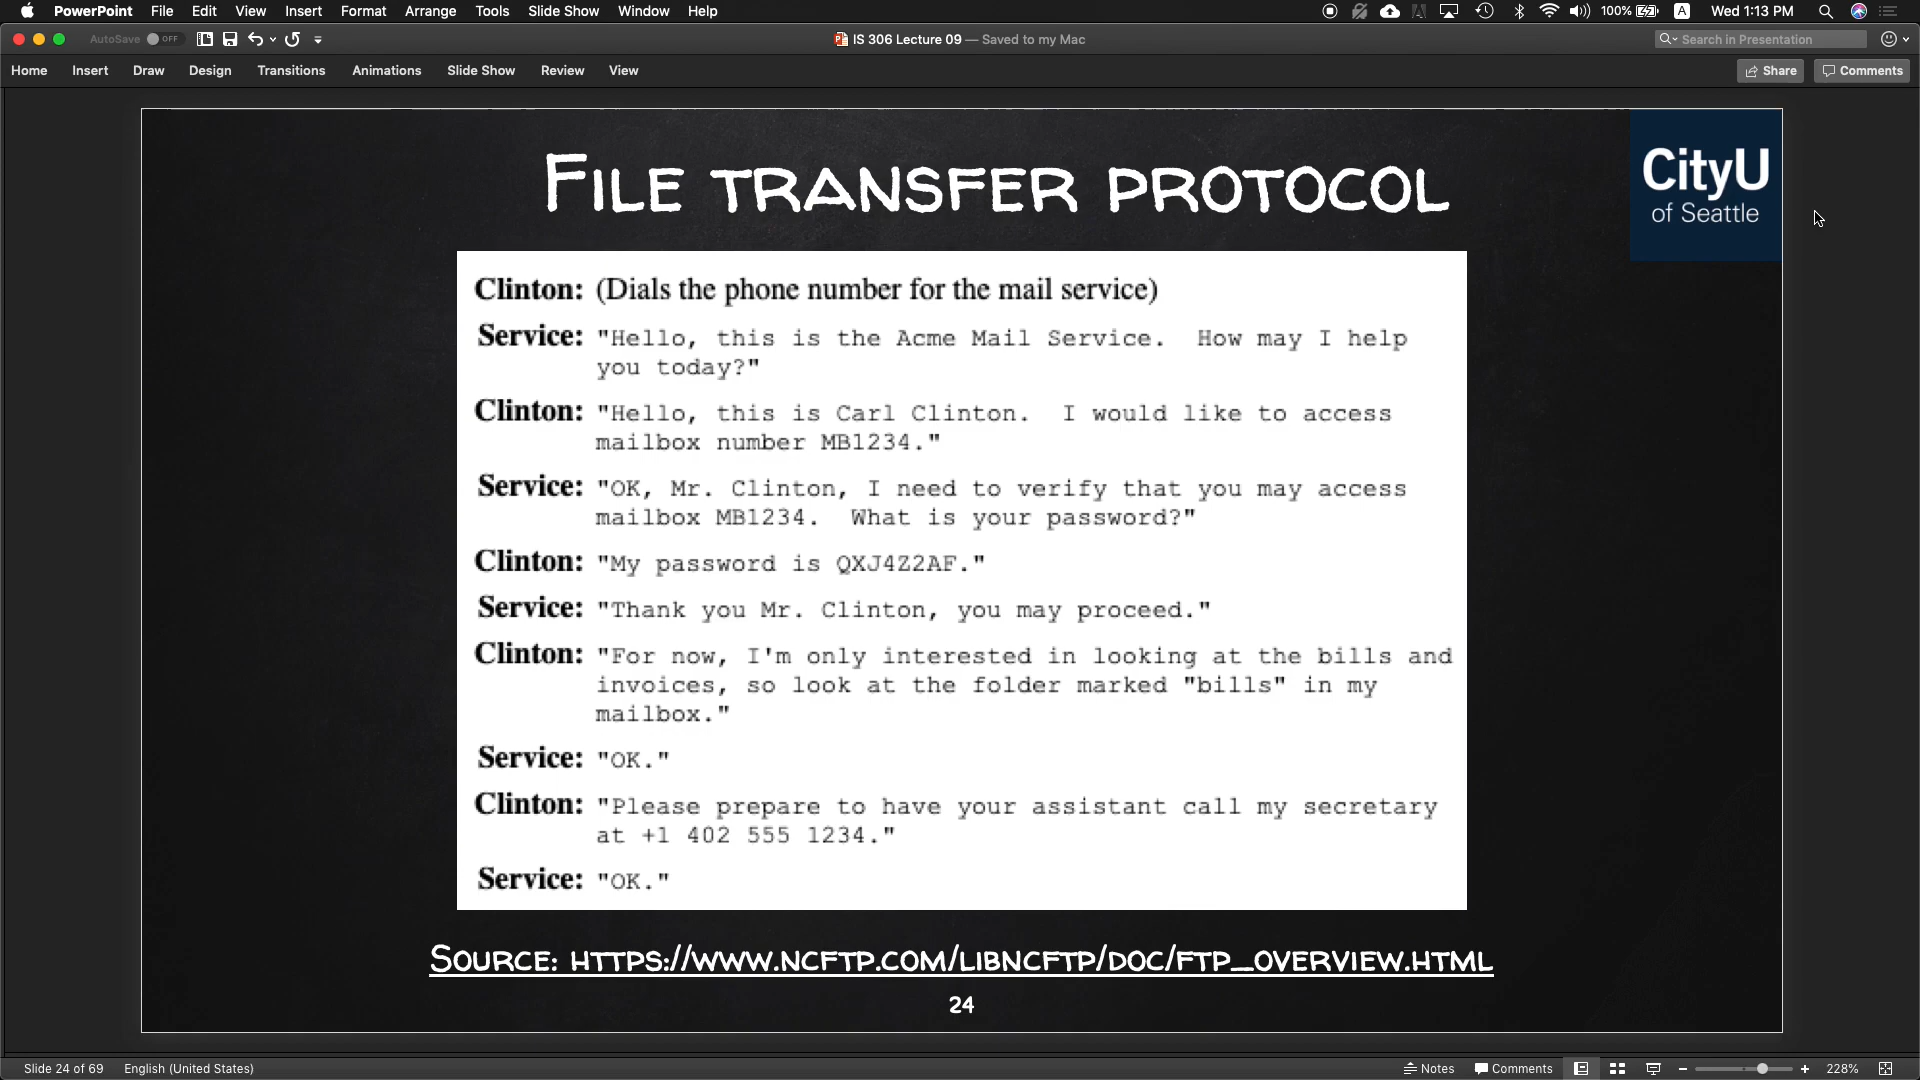 PowerPoint File Edit View Insert Format Arrange Tools Slide Show Window Help 100% A Wed 1:13 PM
AutoSave OFF IS 306 Lecture 09 — Saved to my Mac Search in Presentation
Home Insert Draw Design Transitions Animations Slide Show Review View Share Comments
FILE TRANSFER PROTOCOL
CityU
of Seattle
Clinton: (Dials the phone number for the mail service)
Service: "Hello, this is the Acme Mail Service. How may I help
you today?"
Clinton: "Hello, this is Carl Clinton. I would like to access
mailbox number MB1234."
Service: "OK, Mr. Clinton, I need to verify that you may access
mailbox MB1234. What is your password?"
Clinton: "My password is QXJ4Z2AF."
Service: "Thank you Mr. Clinton, you may proceed."
Clinton: "For now, I'm only interested in looking at the bills and
invoices, so look at the folder marked "bills" in my
mailbox."
Service: "OK."
Clinton: "Please prepare to have your assistant call my secretary
at +1 402 555 1234."
Service: "OK."
SOURCE: HTTPS://WWW.NCFTP.COM/LIBNCFTP/DOC/FTP_OVERVIEW.HTML
24
Slide 24 of 69 English (United States) Notes Comments 228%